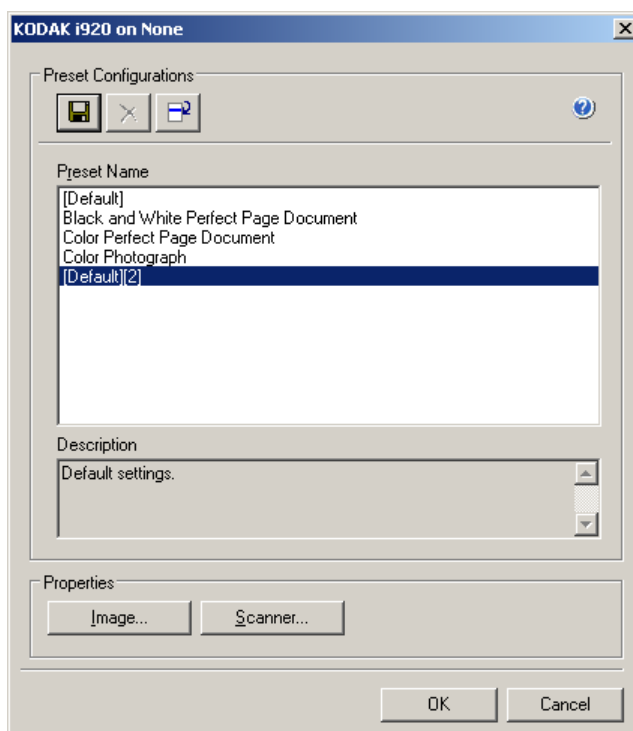 KODAK i920 on None
Preset Configurations
Preset Name
[Default]
Black and White Perfect Page Document
Color Perfect Page Document
Color Photograph
[Default][2]
Description
Default settings.
Properties
Image...
Scanner...
OK
Cancel